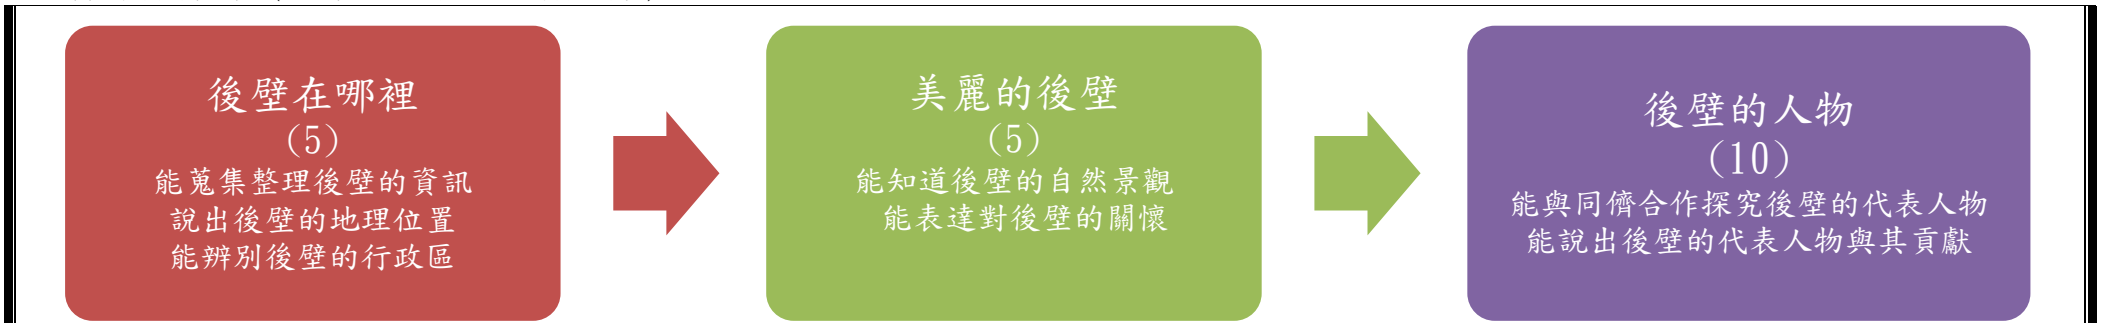 後壁在哪裡
(5)
能蒐集整理後壁的資訊
說出後壁的地理位置
能辨別後壁的行政區
美麗的後壁
(5)
能知道後壁的自然景觀
能表達對後壁的關懷
後壁的人物
(10)
能與同儕合作探究後壁的代表人物
能說出後壁的代表人物與其貢獻